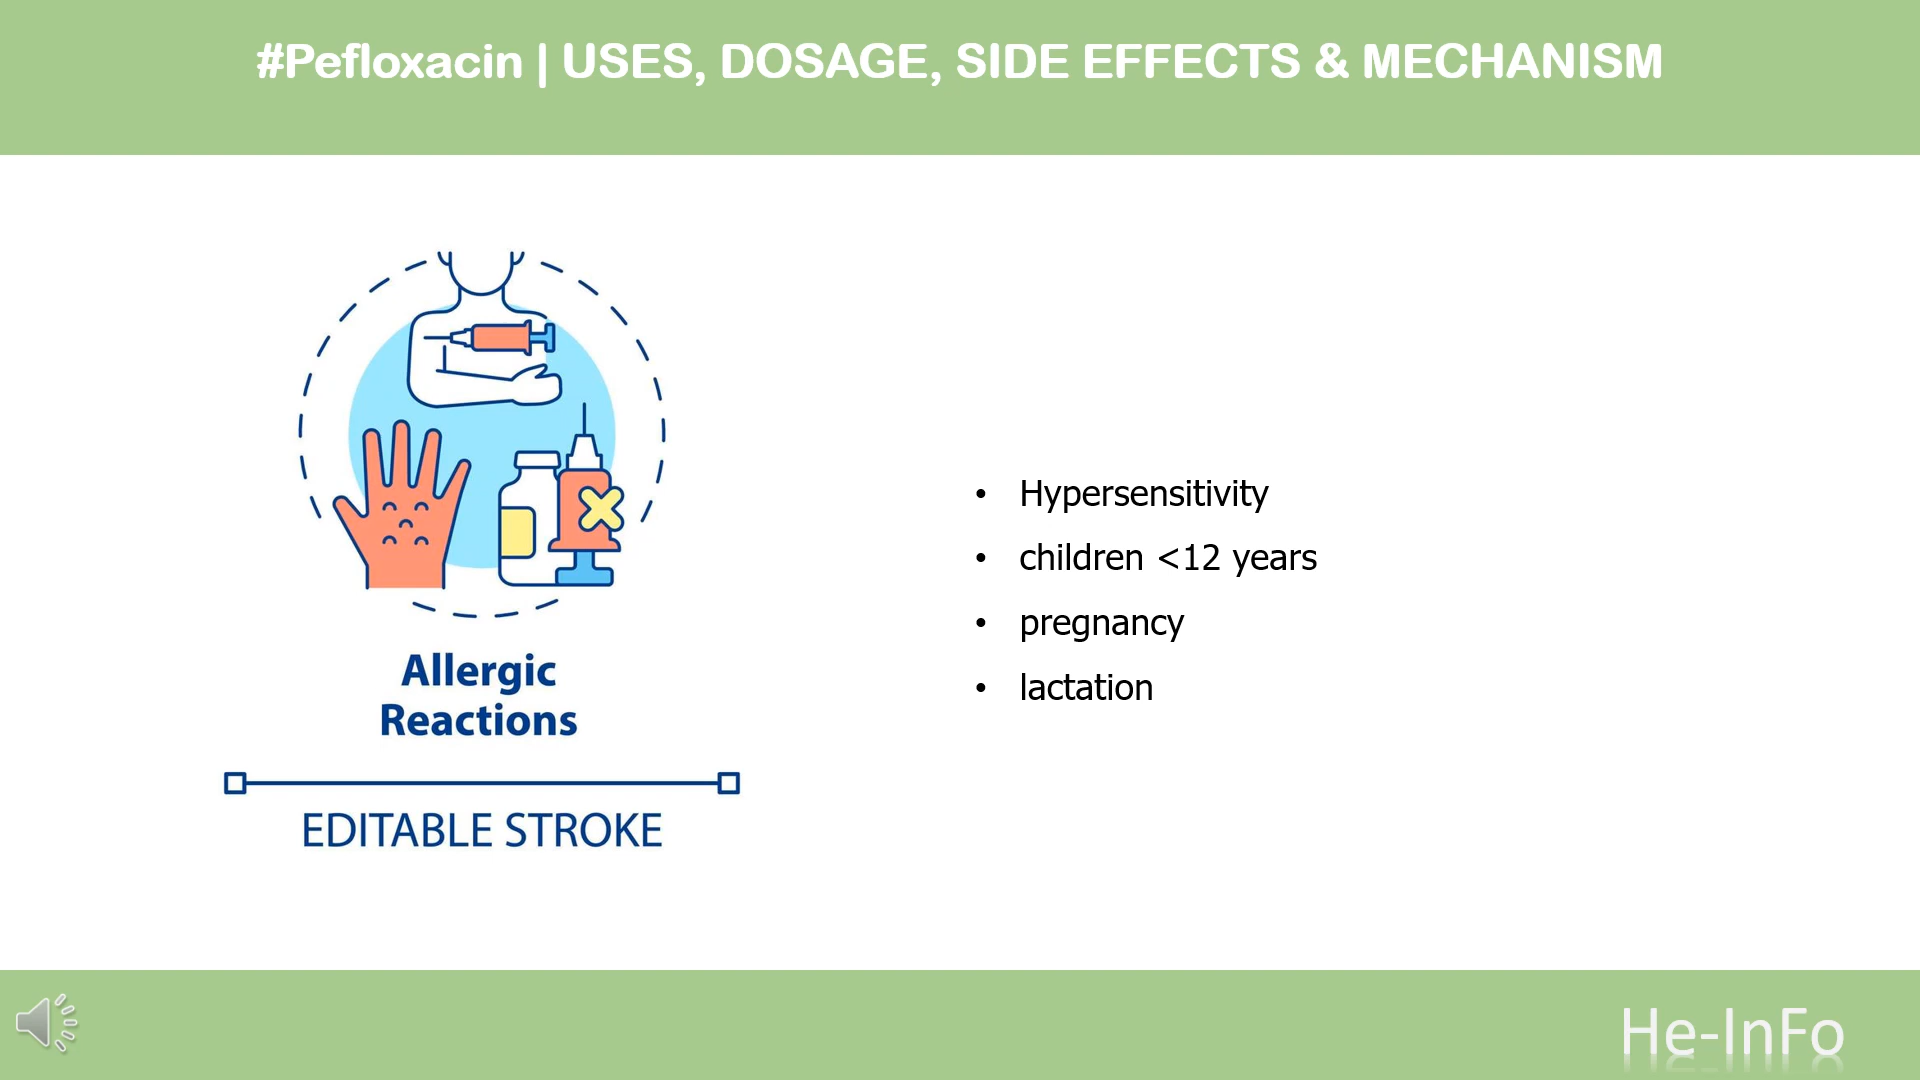 #Pefloxacin | USES, DOSAGE, SIDE EFFECTS & MECHANISM
Allergic
Reactions
EDITABLE STROKE
• Hypersensitivity
• children <12 years
• pregnancy
• lactation
He-InFo